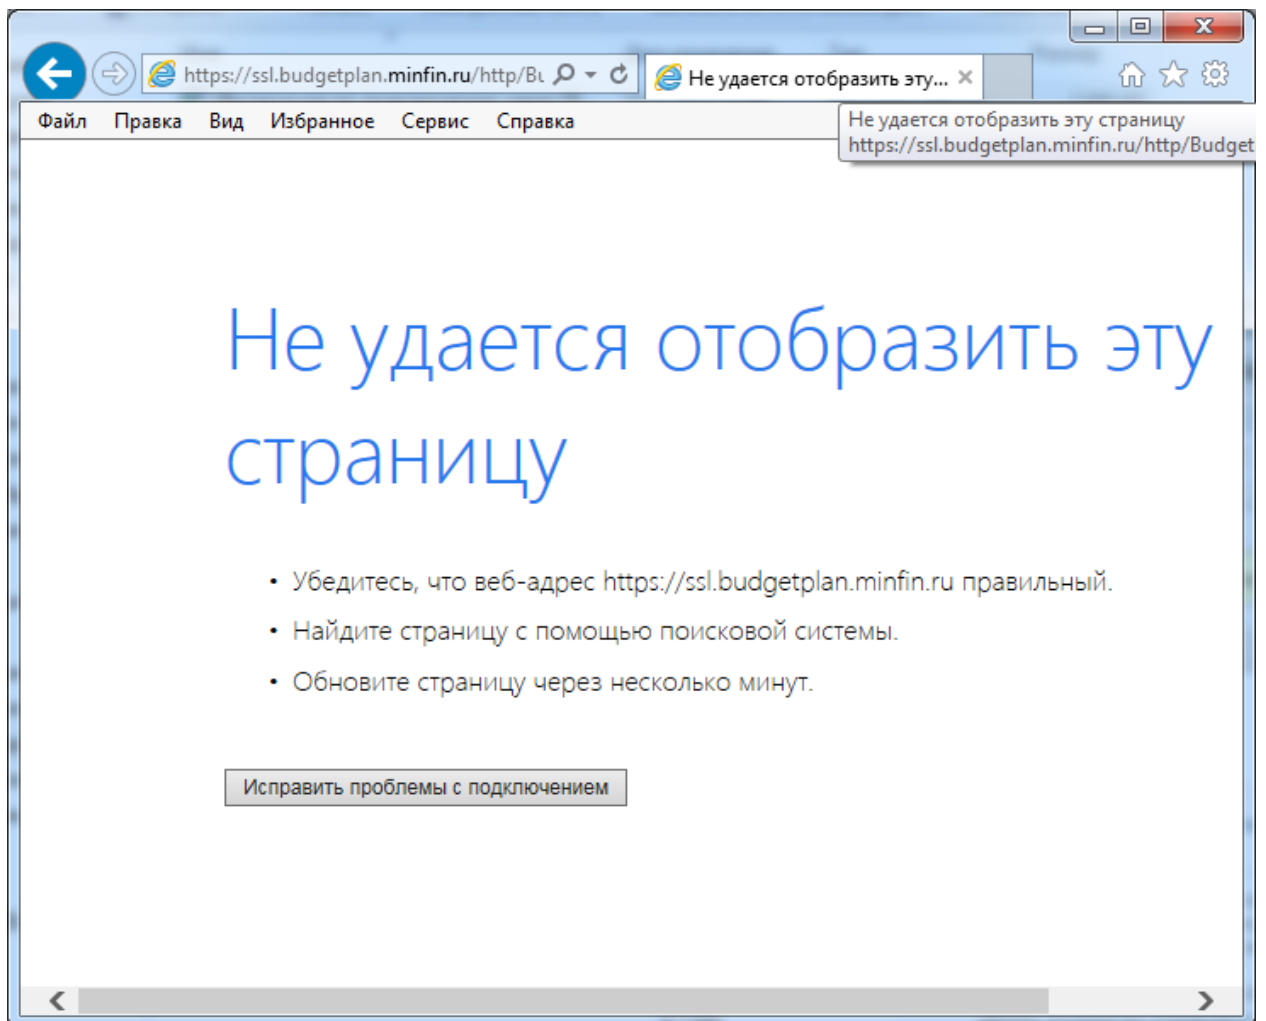 https://ssl.budgetplan.minfin.ru/http/Bu
Не удается отобразить эту...
Файл Правка Вид Избранное Сервис Справка
Не удается отобразить эту страницу
https://ssl.budgetplan.minfin.ru/http/Budget
Не удается отобразить эту
страницу
• Убедитесь, что веб-адрес https://ssl.budgetplan.minfin.ru правильный.
• Найдите страницу с помощью поисковой системы.
• Обновите страницу через несколько минут.
Исправить проблемы с подключением